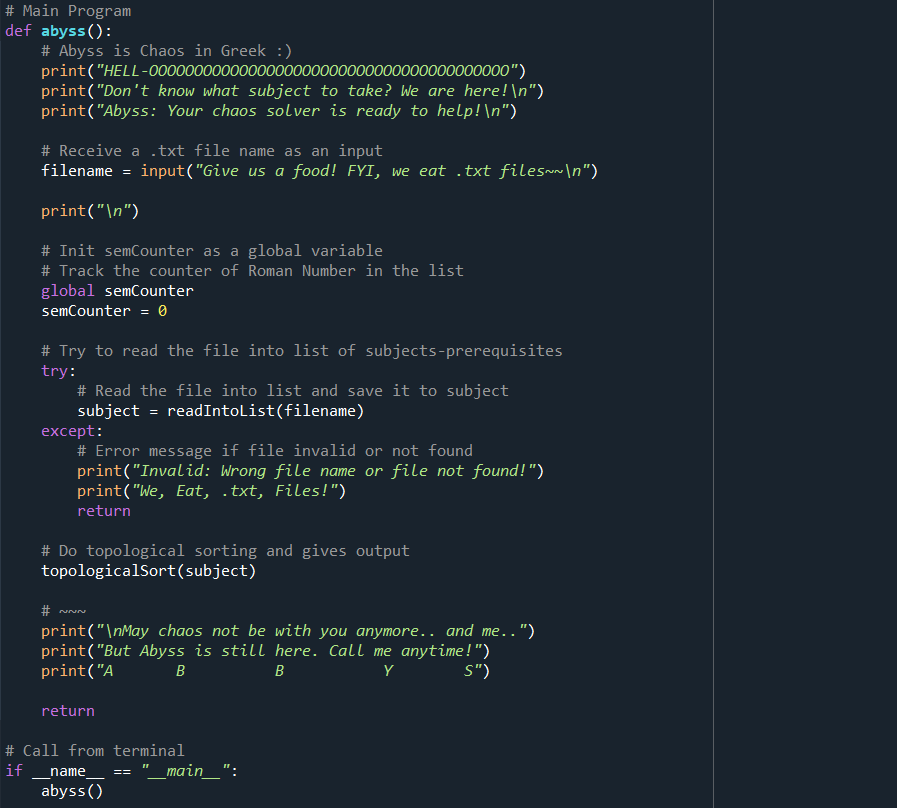 # Main Program
def abyss():
    # Abyss is Chaos in Greek :)
    print("HELL-OOOOOOOOOOOOOOOOOOOOOOOOOOOOOOOOOOOOOOOO")
    print("Don't know what subject to take? We are here!\n")
    print("Abyss: Your chaos solver is ready to help!\n")

    # Receive a .txt file name as an input
    filename = input("Give us a food! FYI, we eat .txt files~~\n")

    print("\n")

    # Init semCounter as a global variable
    # Track the counter of Roman Number in the list
    global semCounter
    semCounter = 0

    # Try to read the file into list of subjects-prerequisites
    try:
        # Read the file into list and save it to subject
        subject = readIntoList(filename)
    except:
        # Error message if file invalid or not found
        print("Invalid: Wrong file name or file not found!")
        print("We, Eat, .txt, Files!")
        return

    # Do topological sorting and gives output
    topologicalSort(subject)

    # ~~~
    print("\nMay chaos not be with you anymore.. and me..")
    print("But Abyss is still here. Call me anytime!")
    print("A       B          B           Y        S")

    return

# Call from terminal
if __name__ == "__main__":
    abyss()